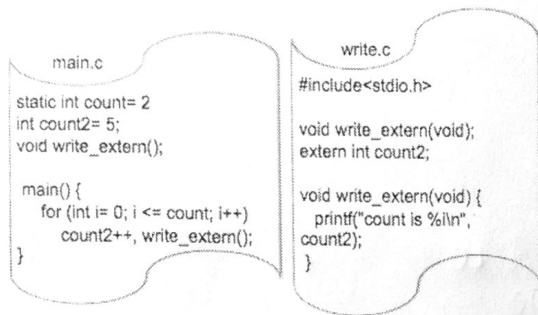 main.c
static int count= 2
int count2= 5;
void write_extern();
main() {
for (int i= 0; i <= count; i++)
count2++, write_extern();
}
write.c
#include<stdio.h>
void write_extern(void);
extern int count2;
void write_extern(void) {
printf("count is %i\n",
count2);
}